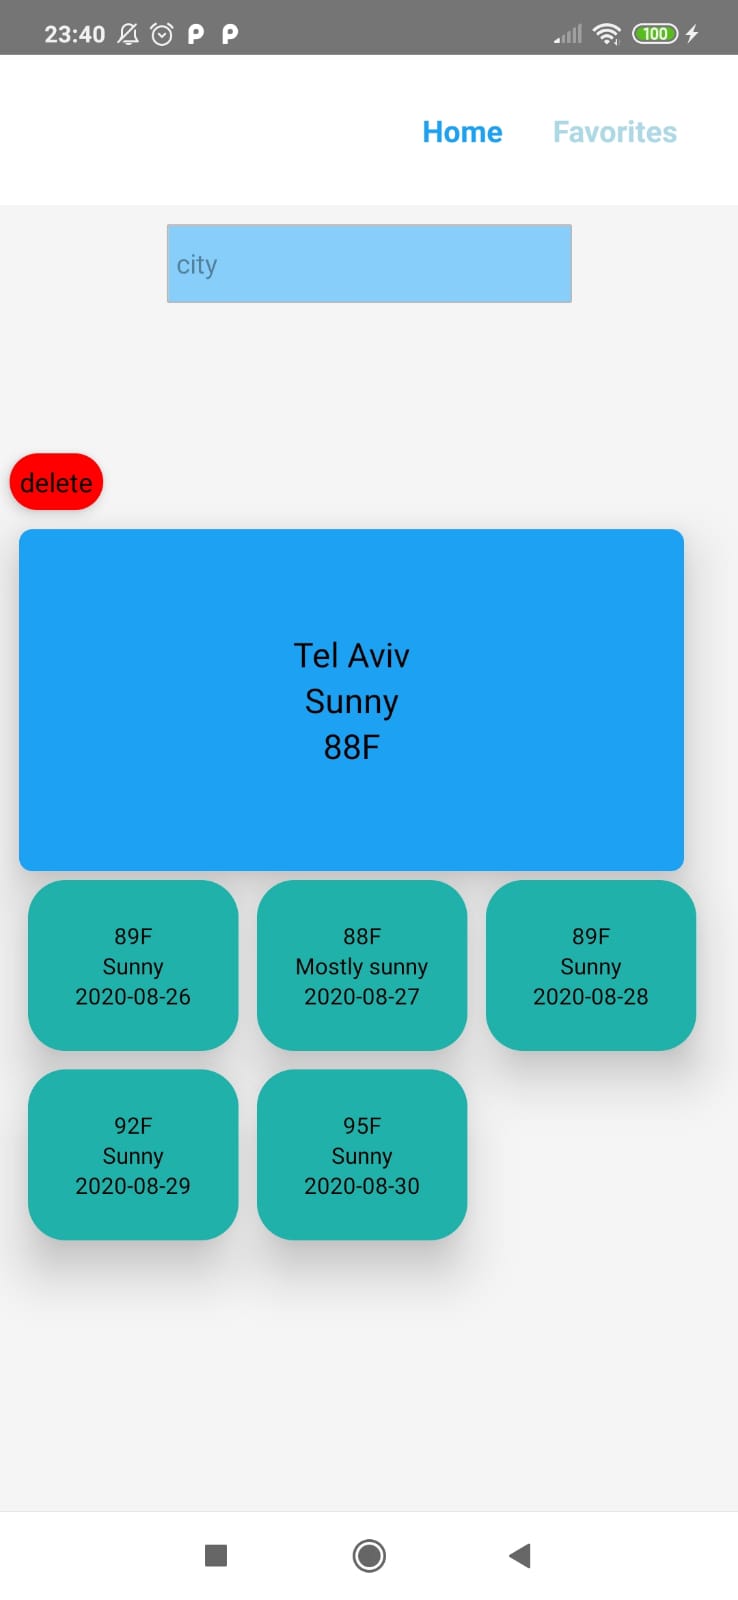 23:40 P P 100
Home Favorites
city
delete
Tel Aviv
Sunny
88F
89F
Sunny
2020-08-26
88F
Mostly sunny
2020-08-27
89F
Sunny
2020-08-28
92F
Sunny
2020-08-29
95F
Sunny
2020-08-30